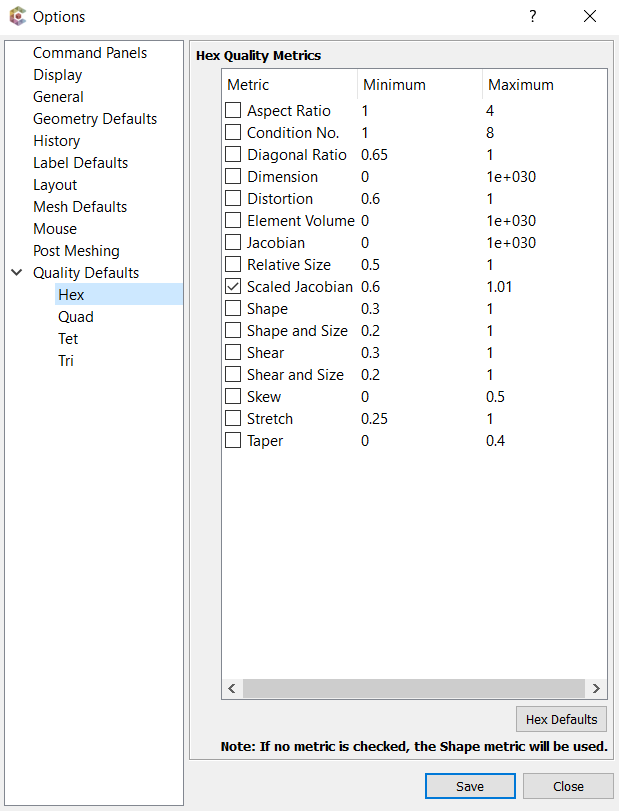 Options
?
Command Panels
Display
General
Geometry Defaults
History
Label Defaults
Layout
Mesh Defaults
Mouse
Post Meshing
Quality Defaults
Hex
Quad
Tet
Tri
Hex Quality Metrics
Metric Minimum Maximum
Aspect Ratio 1 4
Condition No. 1 8
Diagonal Ratio 0.65 1
Dimension 0 1e+030
Distortion 0.6 1
Element Volume 0 1e+030
Jacobian 0 1e+030
Relative Size 0.5 1
Scaled Jacobian 0.6 1.01
Shape 0.3 1
Shape and Size 0.2 1
Shear 0.3 1
Shear and Size 0.2 1
Skew 0 0.5
Stretch 0.25 1
Taper 0 0.4
Hex Defaults
Note: If no metric is checked, the Shape metric will be used.
Save Close